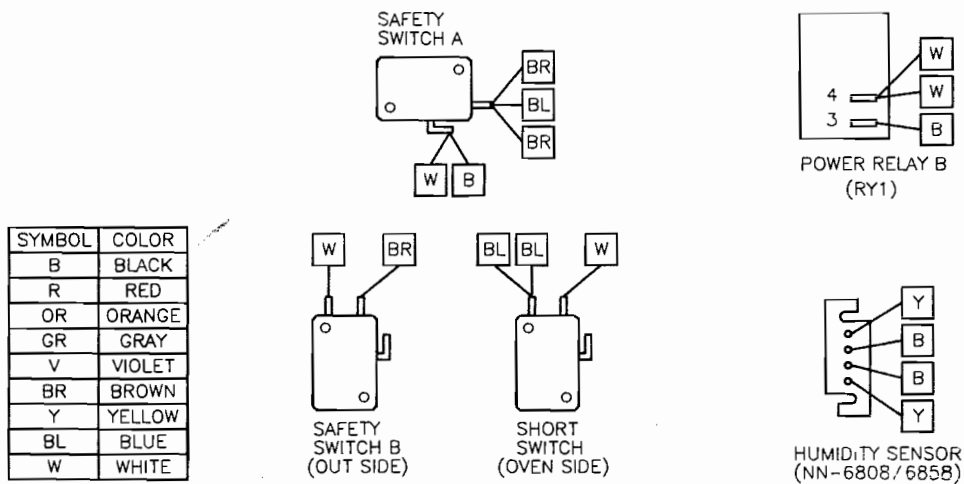 SAFETY
SWITCH A
BR
BL
BR
W B
W
W
4
3
B
POWER RELAY B
(RY1)
SYMBOL COLOR
B BLACK
R RED
OR ORANGE
GR GRAY
V VIOLET
BR BROWN
Y YELLOW
BL BLUE
W WHITE
W BR
SAFETY
SWITCH B
(OUT SIDE)
BL BL W
SHORT
SWITCH
(OVEN SIDE)
Y
B
B
Y
HUMIDITY SENSOR
(NN-6808/6858)